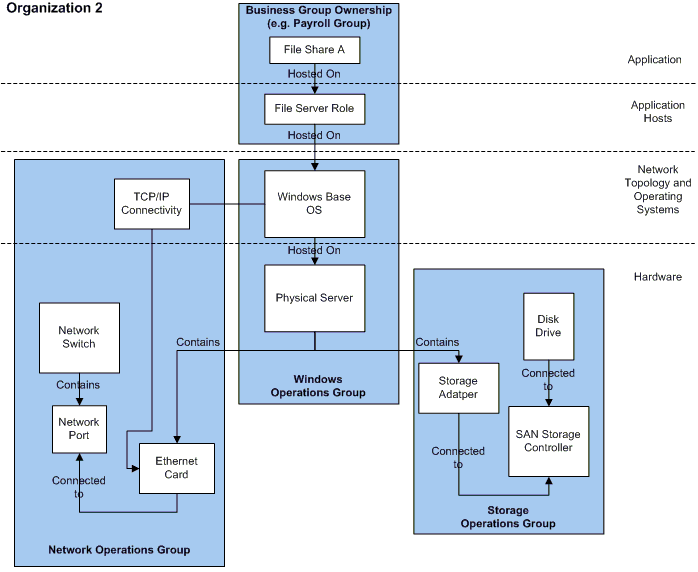 Organization 2
Business Group Ownership
(e.g. Payroll Group)
File Share A
Hosted On
Application
File Server Role
Application
Hosts
Hosted On
Network
Topology and
Operating
Systems
TCP/IP
Connectivity
Windows Base
OS
Hosted On
Hardware
Physical Server
Network
Switch
Disk
Drive
Contains
Contains
Contains
Network
Port
Windows
Operations Group
Storage
Adatper
Connected
to
SAN Storage
Controller
Ethernet
Card
Connected
to
Connected
to
Storage
Operations Group
Network Operations Group